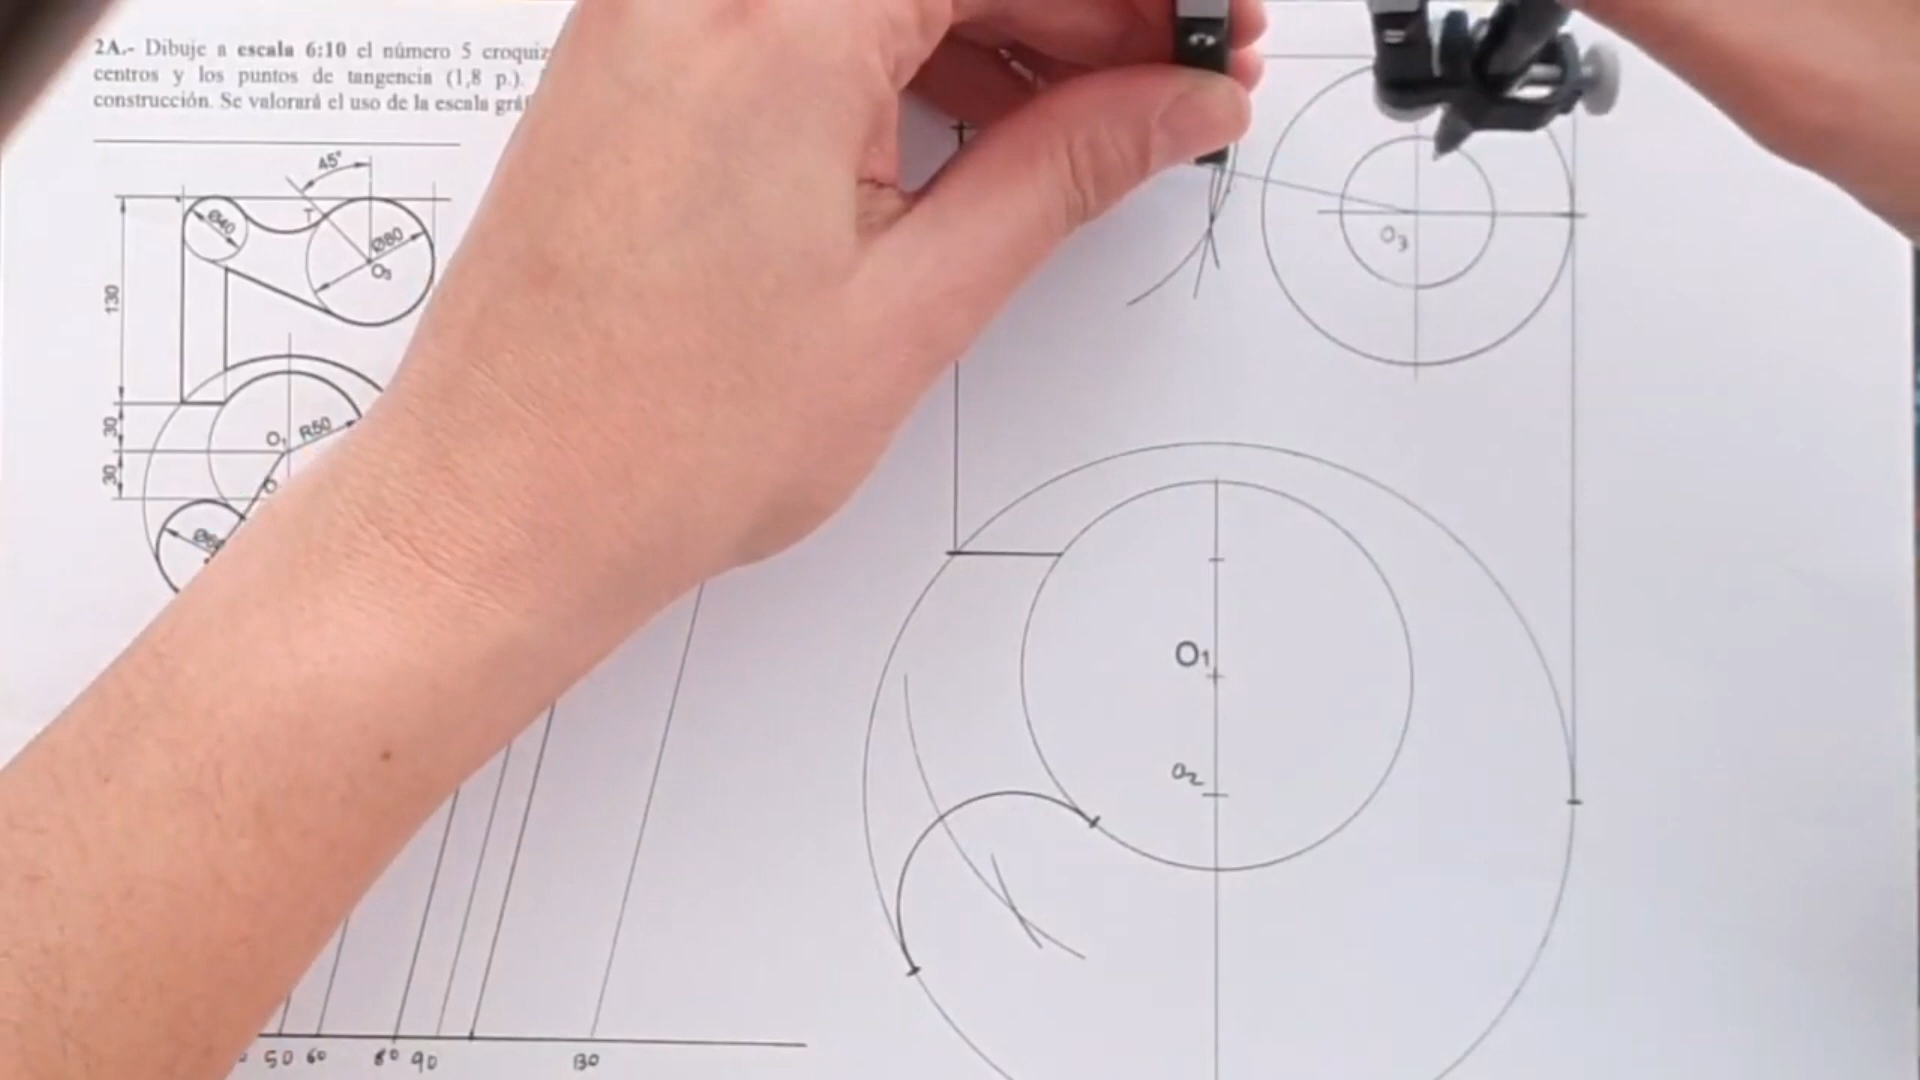 2A.- Dibuje a escala 6:10 el número 5
centros y los puntos de tangencia (1,8 p.).
construcción. Se valorará el uso de la escala
45°
T
Ø40
Ø80
O3
130
30
O1
R50
30
O3
O1
O2
50 60 80 90 130